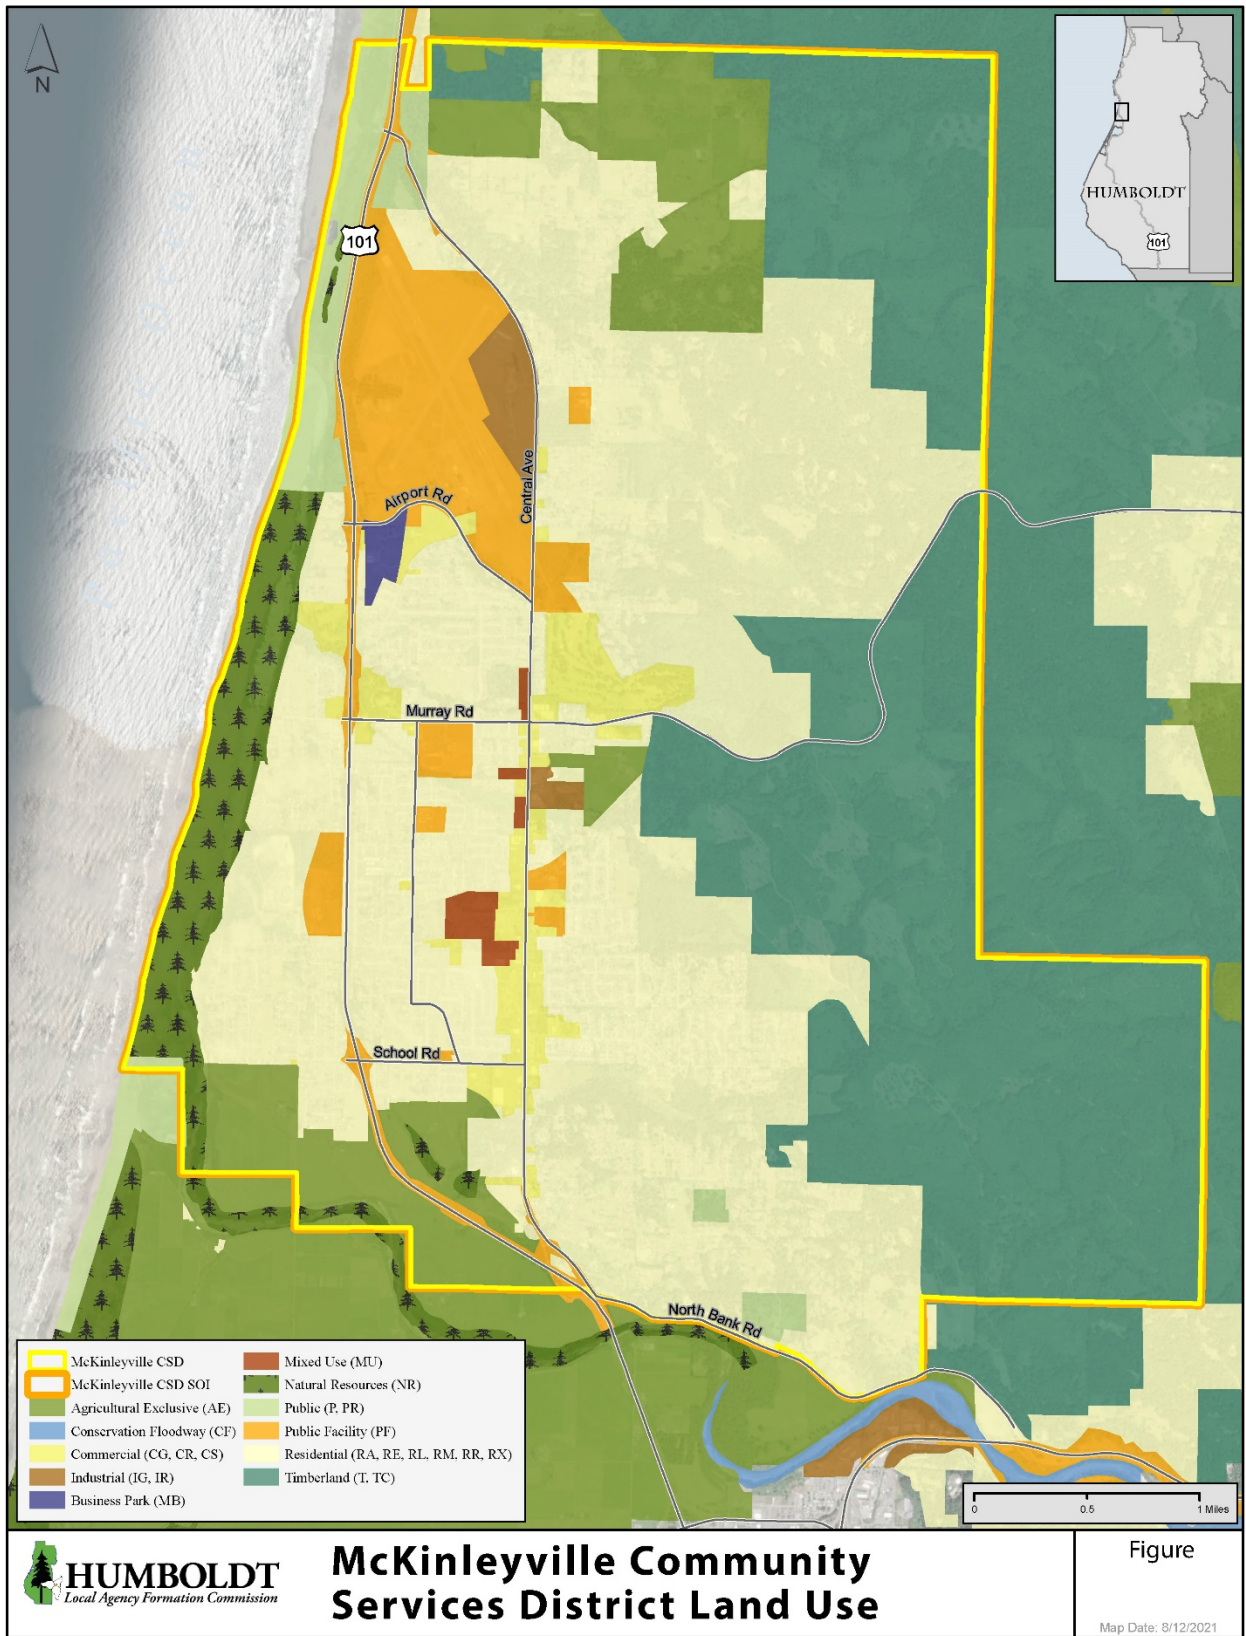 N
HUMBOLDT
101
101
Pacific Ocean
Airport Rd
Central Ave
Murray Rd
School Rd
North Bank Rd
McKinleyville CSD
McKinleyville CSD SOI
Agricultural Exclusive (AE)
Conservation Floodway (CF)
Commercial (CG, CR, CS)
Industrial (IG, IR)
Business Park (MB)
Mixed Use (MU)
Natural Resources (NR)
Public (P, PR)
Public Facility (PF)
Residential (RA, RE, RL, RM, RR, RX)
Timberland (T, TC)
0 0.5 1 Miles
HUMBOLDT
Local Agency Formation Commission
McKinleyville Community
Services District Land Use
Figure
Map Date: 8/12/2021